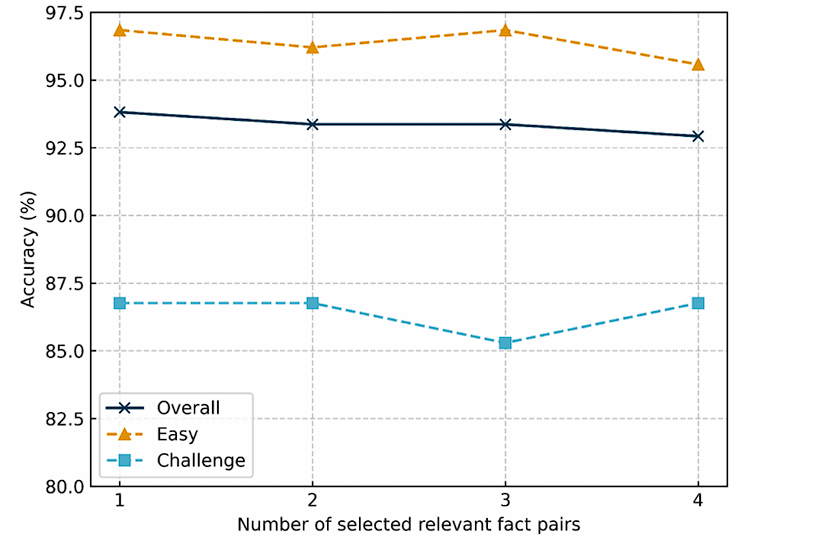 97.5
95.0
92.5
90.0
87.5
85.0
82.5
80.0
Accuracy (%)
Overall
Easy
Challenge
1 2 3 4
Number of selected relevant fact pairs